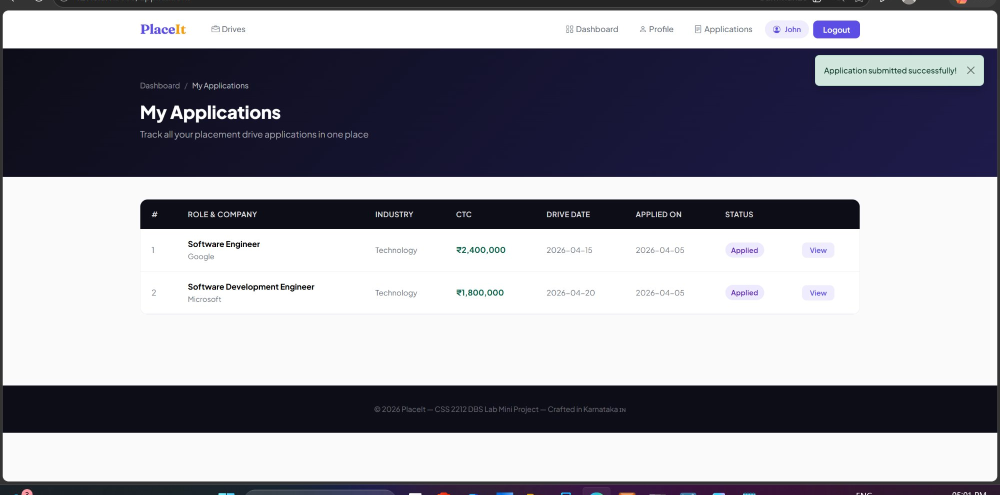 PlaceIt Drives Dashboard Profile Applications John Logout
Application submitted successfully!
Dashboard / My Applications
My Applications
Track all your placement drive applications in one place
# ROLE & COMPANY INDUSTRY CTC DRIVE DATE APPLIED ON STATUS
1 Software Engineer Technology ₹2,400,000 2026-04-15 2026-04-05 Applied View
Google
2 Software Development Engineer Technology ₹1,800,000 2026-04-20 2026-04-05 Applied View
Microsoft
© 2026 PlaceIt — CSS 2212 DBS Lab Mini Project — Crafted in Karnataka IN
ENG 05:01 PM